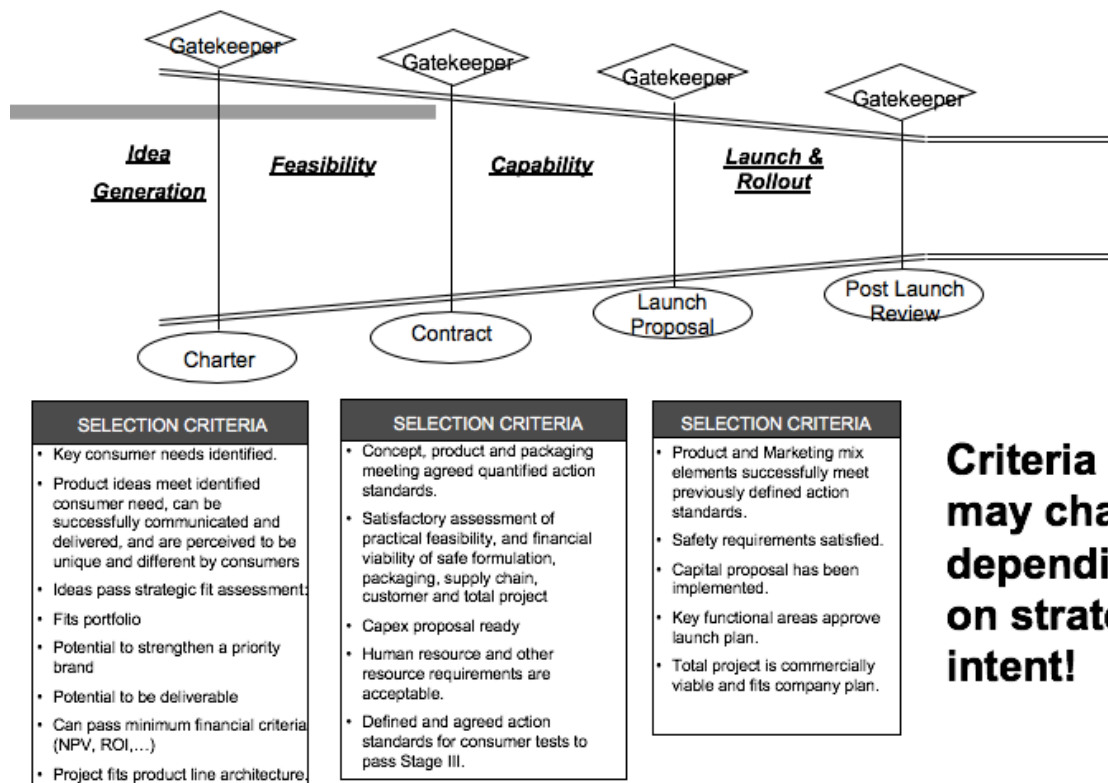 Gatekeeper
Gatekeeper
Gatekeeper
Gatekeeper
Idea
Generation
Feasibility
Capability
Launch &
Rollout
Charter
Contract
Launch
Proposal
Post Launch
Review
SELECTION CRITERIA
• Key consumer needs identified.
• Product ideas meet identified
consumer need, can be
successfully communicated and
delivered, and are perceived to be
unique and different by consumers
• Ideas pass strategic fit assessment:
• Fits portfolio
• Potential to strengthen a priority
brand
• Potential to be deliverable
• Can pass minimum financial criteria
(NPV, ROI,...)
• Project fits product line architecture.
SELECTION CRITERIA
• Concept, product and packaging
meeting agreed quantified action
standards.
• Satisfactory assessment of
practical feasibility, and financial
viability of safe formulation,
packaging, supply chain,
customer and total project
• Capex proposal ready
• Human resource and other
resource requirements are
acceptable.
• Defined and agreed action
standards for consumer tests to
pass Stage III.
SELECTION CRITERIA
• Product and Marketing mix
elements successfully meet
previously defined action
standards.
• Safety requirements satisfied.
• Capital proposal has been
implemented.
• Key functional areas approve
launch plan.
• Total project is commercially
viable and fits company plan.
Criteria
may cha
dependi
on strate
intent!